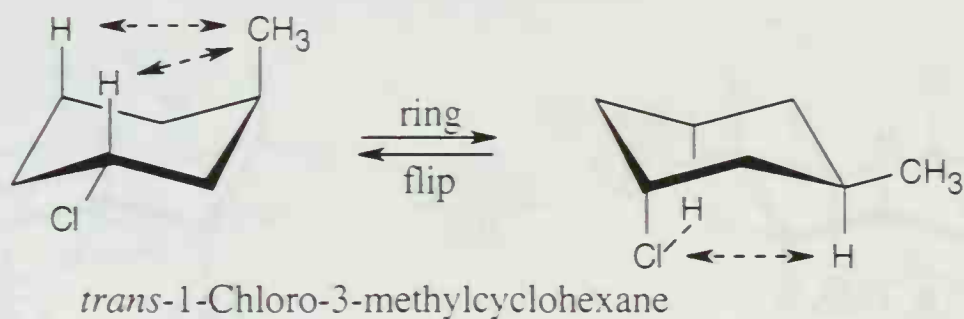 H CH3
H
Cl
ring
flip
CH3
H
Cl H
trans-1-Chloro-3-methylcyclohexane